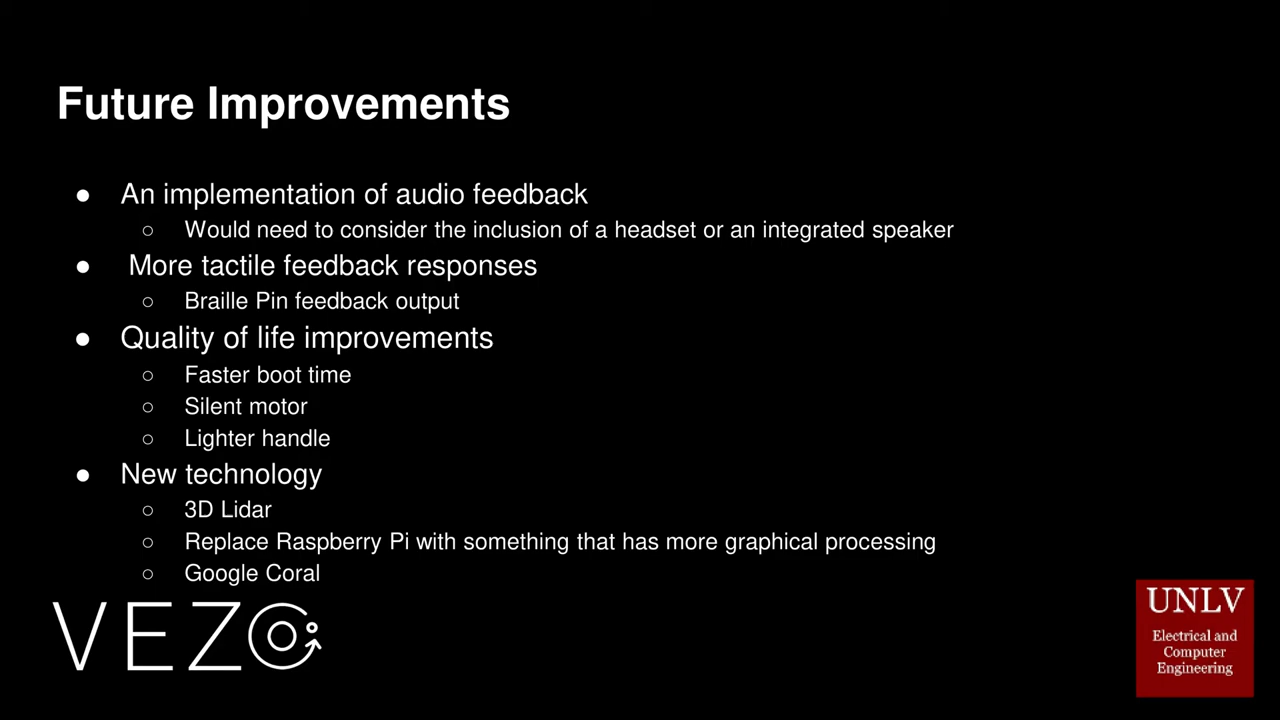 Future Improvements
● An implementation of audio feedback
○ Would need to consider the inclusion of a headset or an integrated speaker
● More tactile feedback responses
○ Braille Pin feedback output
● Quality of life improvements
○ Faster boot time
○ Silent motor
○ Lighter handle
● New technology
○ 3D Lidar
○ Replace Raspberry Pi with something that has more graphical processing
○ Google Coral
VEZO
UNLV
Electrical and
Computer
Engineering